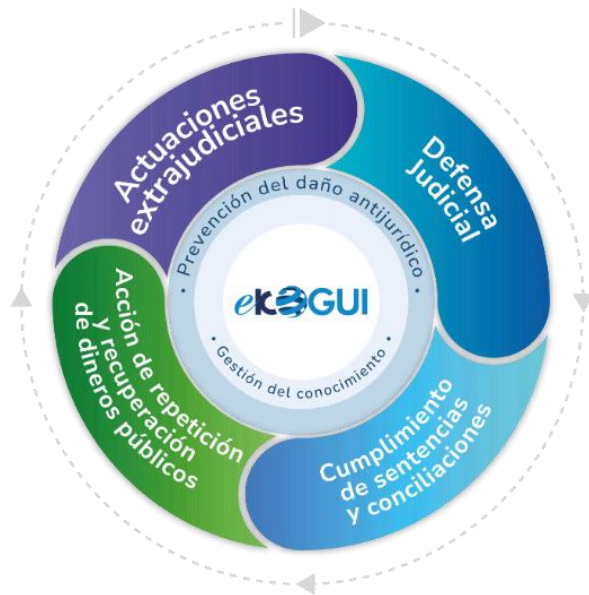 Actuaciones
extrajudiciales
Defensa
Judicial
Cumplimiento
de sentencias
y conciliaciones
Acción de repetición
y recuperación
de dineros públicos
• Prevención del daño antijurídico •
eKOGUI
• Gestión del conocimiento •